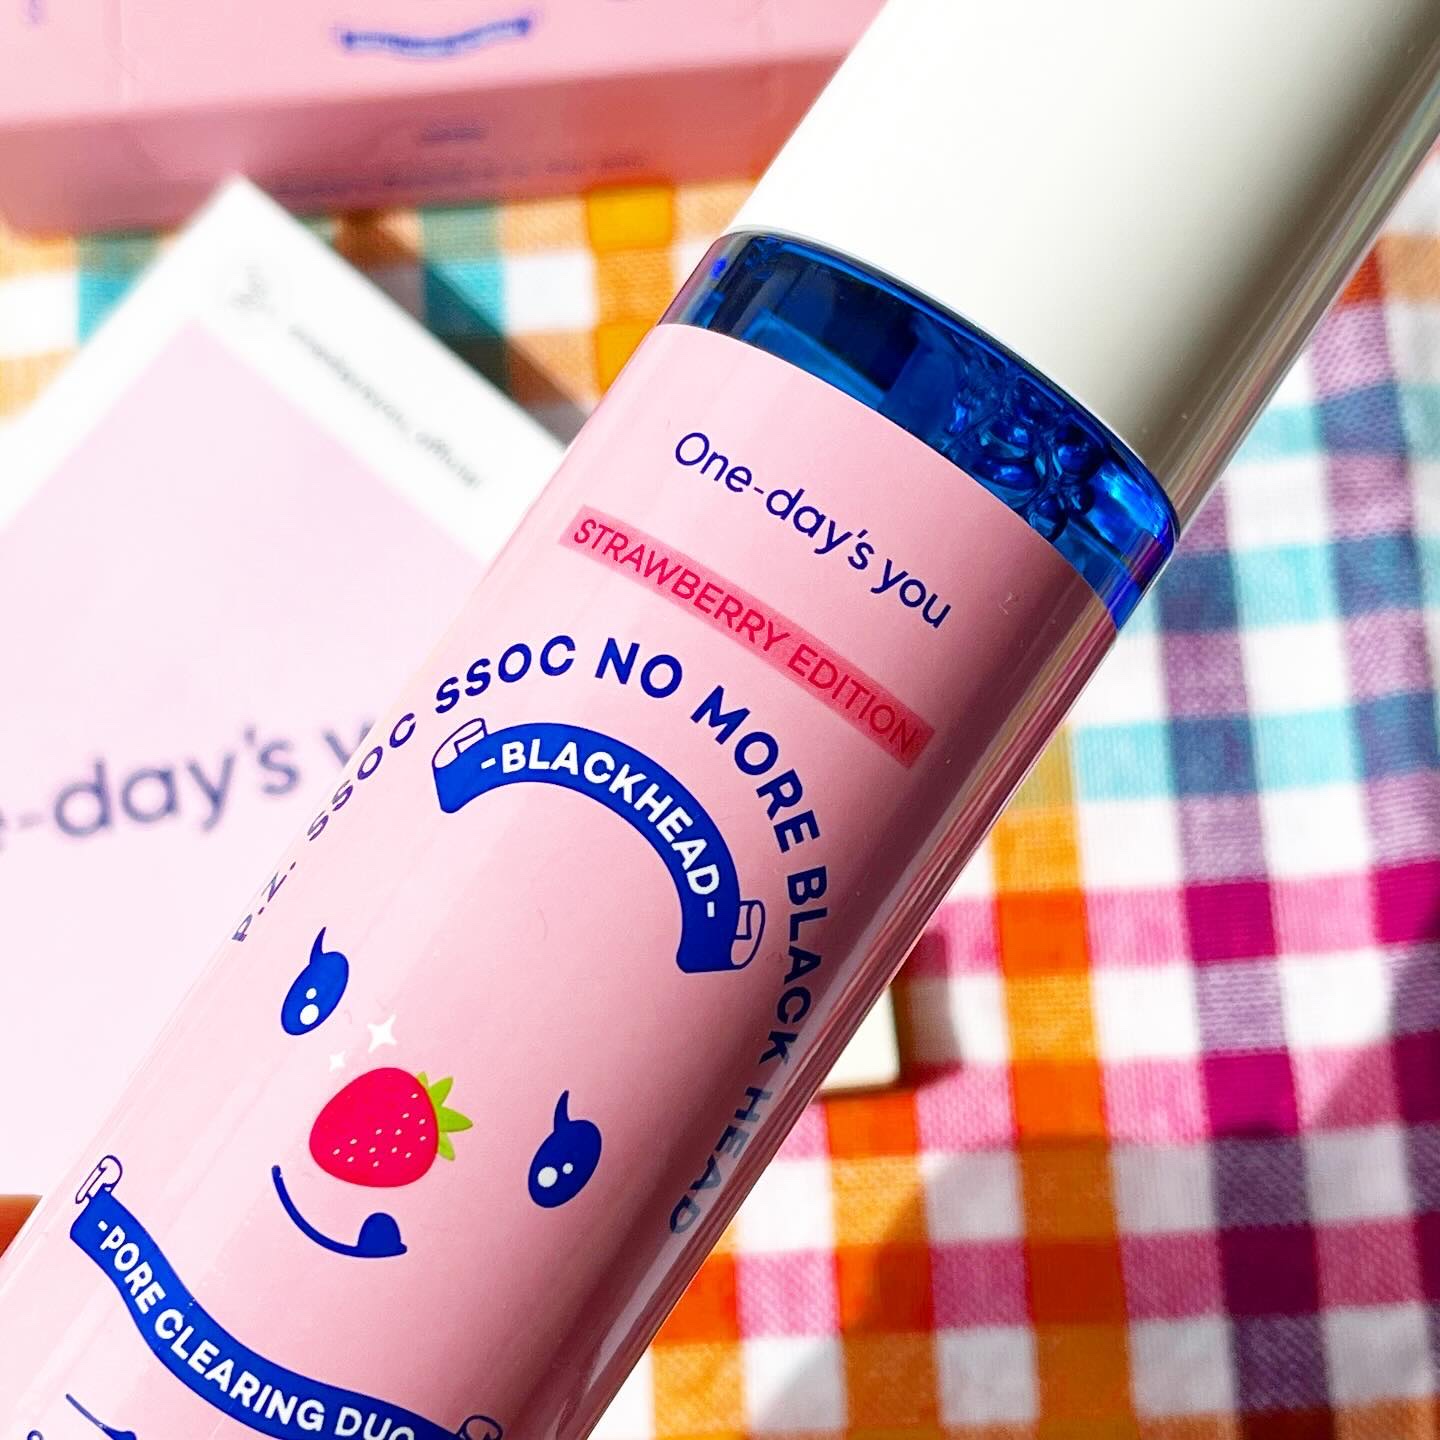 One-day's you
STRAWBERRY EDITION
P.Z. SSOC SSOC NO MORE BLACK HEAD
-BLACKHEAD-
-PORE CLEARING DUO
-day's